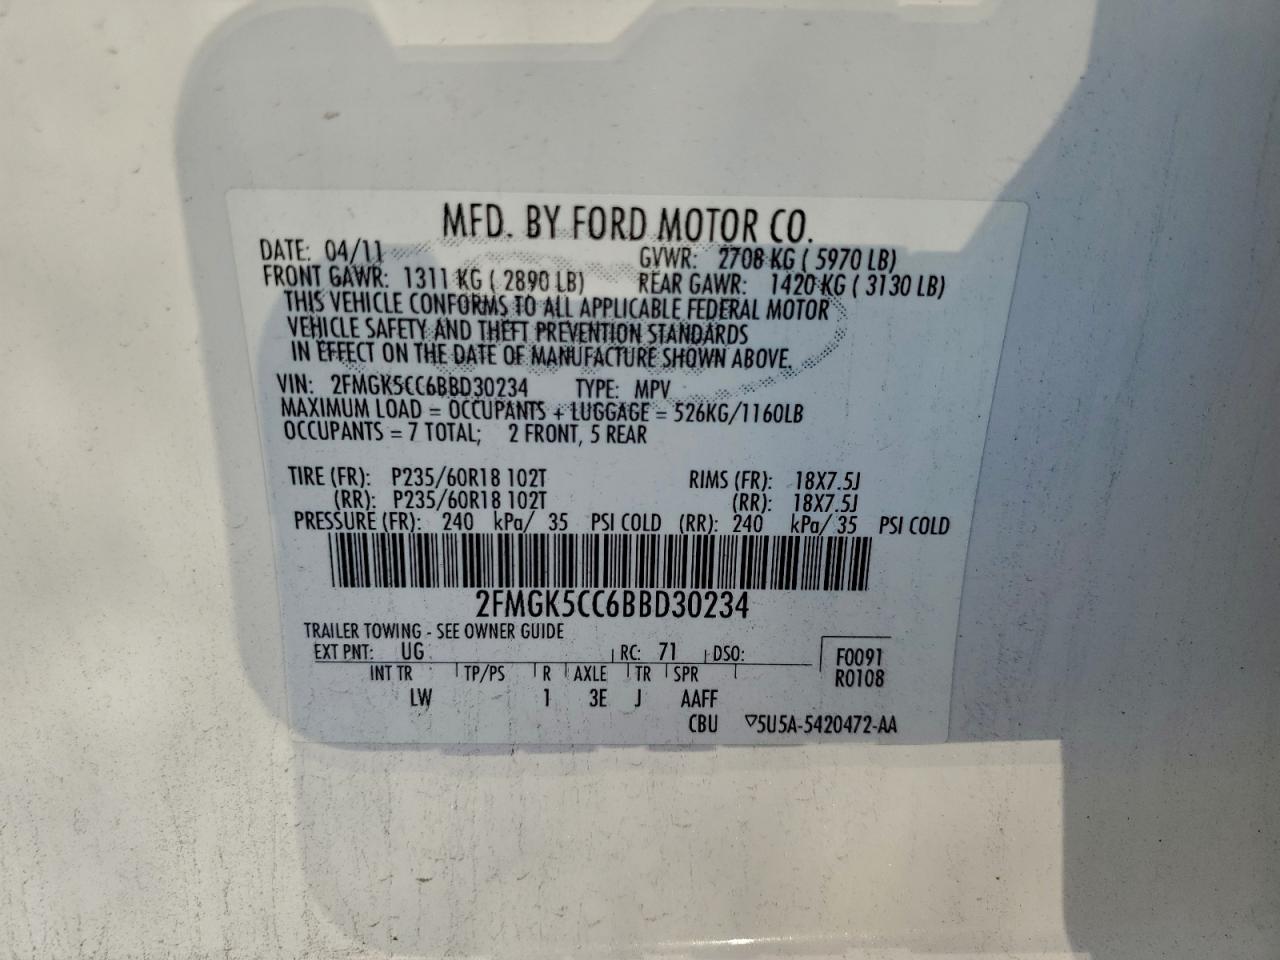 MFD. BY FORD MOTOR CO.
DATE: 04/11 GVWR: 2708 KG ( 5970 LB)
FRONT GAWR: 1311 KG ( 2890 LB) REAR GAWR: 1420 KG ( 3130 LB)
THIS VEHICLE CONFORMS TO ALL APPLICABLE FEDERAL MOTOR
VEHICLE SAFETY AND THEFT PREVENTION STANDARDS
IN EFFECT ON THE DATE OF MANUFACTURE SHOWN ABOVE.
VIN: 2FMGK5CC6BBD30234 TYPE: MPV
MAXIMUM LOAD = OCCUPANTS + LUGGAGE = 526KG/1160LB
OCCUPANTS = 7 TOTAL; 2 FRONT, 5 REAR
TIRE (FR): P235/60R18 102T RIMS (FR): 18X7.5J
(RR): P235/60R18 102T (RR): 18X7.5J
PRESSURE (FR): 240 kPa/ 35 PSI COLD (RR): 240 kPa/ 35 PSI COLD
2FMGK5CC6BBD30234
TRAILER TOWING - SEE OWNER GUIDE
EXT PNT: UG RC: 71 DSO: F0091
INT TR TP/PS R AXLE TR SPR R0108
LW 1 3E J AAFF
CBU ▽5U5A-5420472-AA